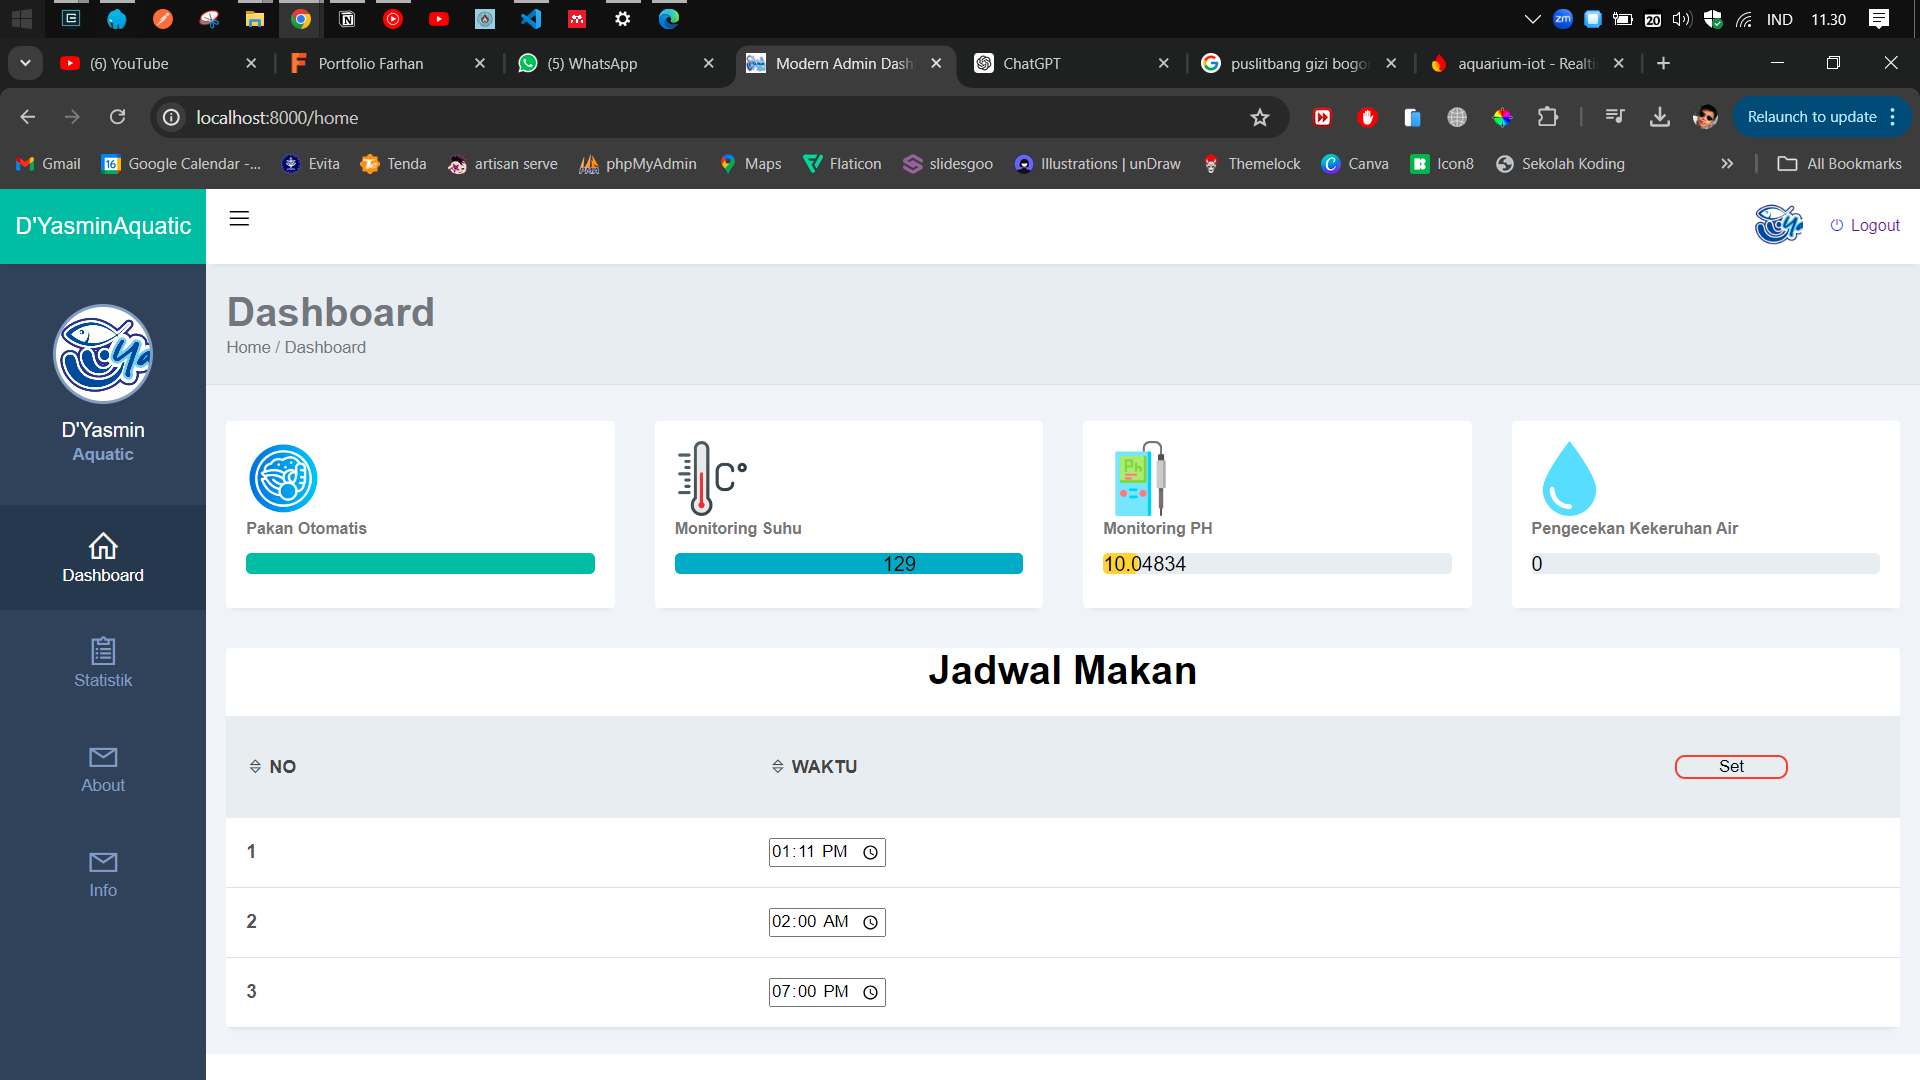 20
IND
11.30
(6) YouTube
Portfolio Farhan
(5) WhatsApp
Modern Admin Dash
ChatGPT
puslitbang gizi bogo
aquarium-iot - Realti
localhost:8000/home
Relaunch to update
Gmail
Google Calendar -...
Evita
Tenda
artisan serve
phpMyAdmin
Maps
Flaticon
slidesgoo
Illustrations | unDraw
Themelock
Canva
Icon8
Sekolah Koding
All Bookmarks
D'YasminAquatic
Logout
Dashboard
Home / Dashboard
D'Yasmin
Aquatic
Dashboard
Statistik
About
Info
Pakan Otomatis
C°
Monitoring Suhu
129
Ph
Monitoring PH
10.04834
Pengecekan Kekeruhan Air
0
Jadwal Makan
NO
WAKTU
Set
1
01:11 PM
2
02:00 AM
3
07:00 PM